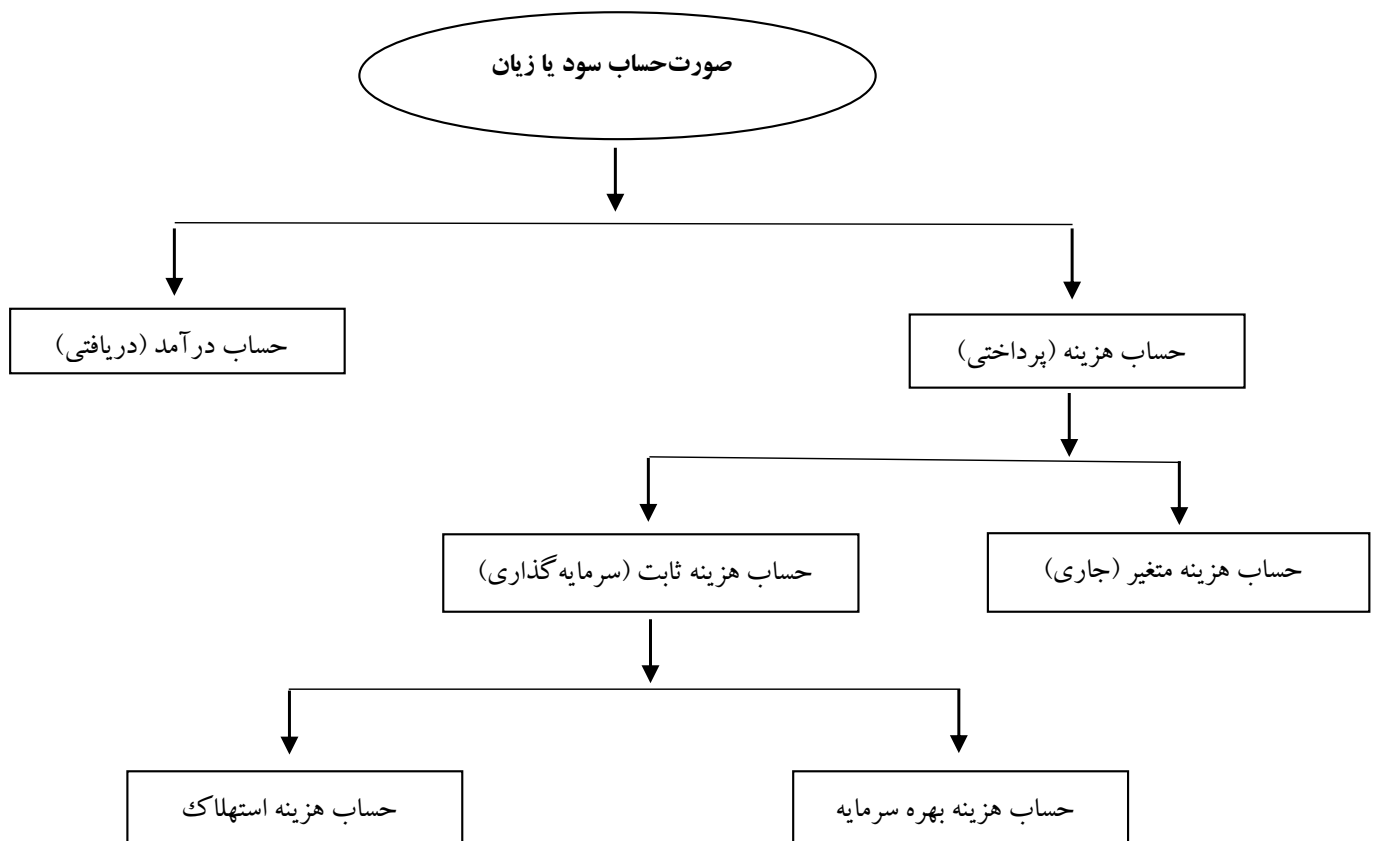 صورت‌حساب سود یا زیان
حساب هزینه (پرداختی)
حساب درآمد (دریافتی)
حساب هزینه متغیر (جاری)
حساب هزینه ثابت (سرمایه‌گذاری)
حساب هزینه بهره سرمایه
حساب هزینه استهلاک